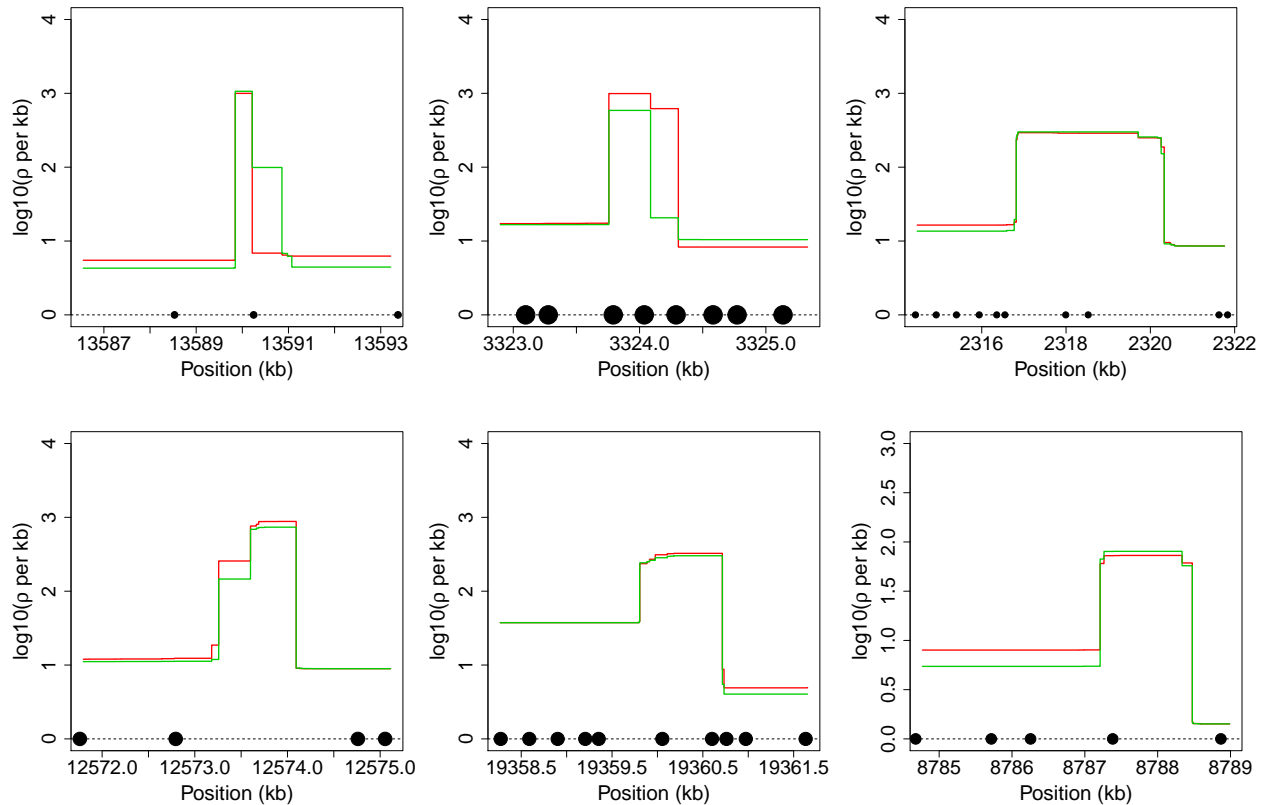 log10(ρ per kb)
0 1 2 3 4
13587 13589 13591 13593
Position (kb)
log10(ρ per kb)
0 1 2 3 4
3323.0 3324.0 3325.0
Position (kb)
log10(ρ per kb)
0 1 2 3 4
2316 2318 2320 2322
Position (kb)
log10(ρ per kb)
0 1 2 3 4
12572.0 12573.0 12574.0 12575.0
Position (kb)
log10(ρ per kb)
0 1 2 3 4
19358.5 19359.5 19360.5 19361.5
Position (kb)
log10(ρ per kb)
0.0 0.5 1.0 1.5 2.0 2.5 3.0
8785 8786 8787 8788 8789
Position (kb)